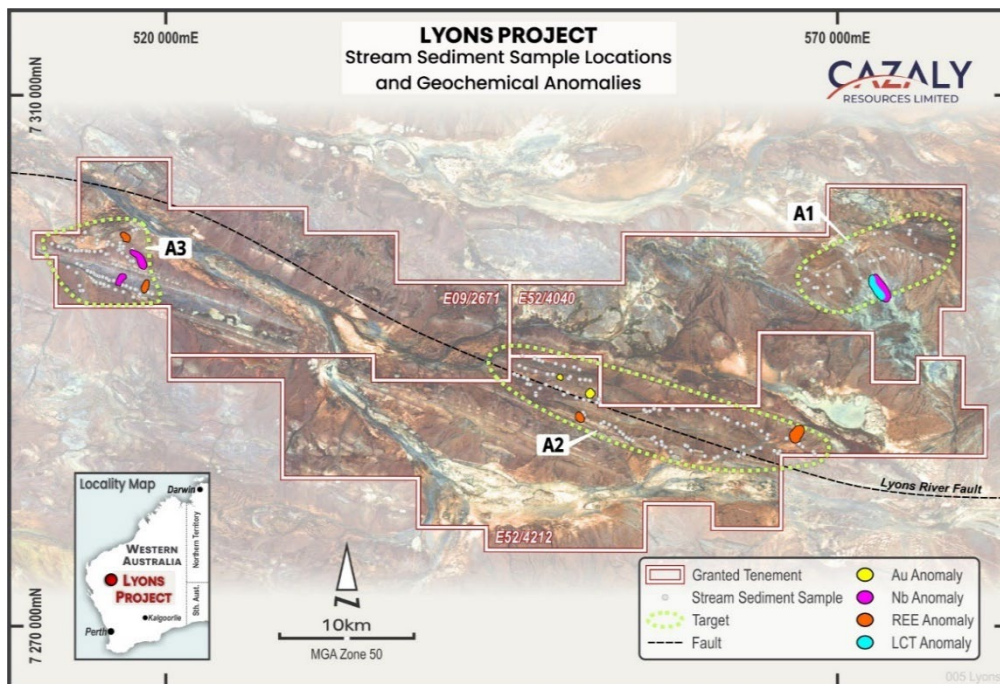 520 000mE
570 000mE
LYONS PROJECT
Stream Sediment Sample Locations
and Geochemical Anomalies
CAZALY
RESOURCES LIMITED
7 310 000mN
A1
A3
E09/2671
E52/4040
A2
Lyons River Fault
E52/4212
7 270 000mN
Locality Map
Darwin
WESTERN
AUSTRALIA
Northern Territory
LYONS
PROJECT
Sth. Aust.
Kalgoorlie
Perth
N
10km
MGA Zone 50
Granted Tenement
Stream Sediment Sample
Target
Fault
Au Anomaly
Nb Anomaly
REE Anomaly
LCT Anomaly
005 Lyons